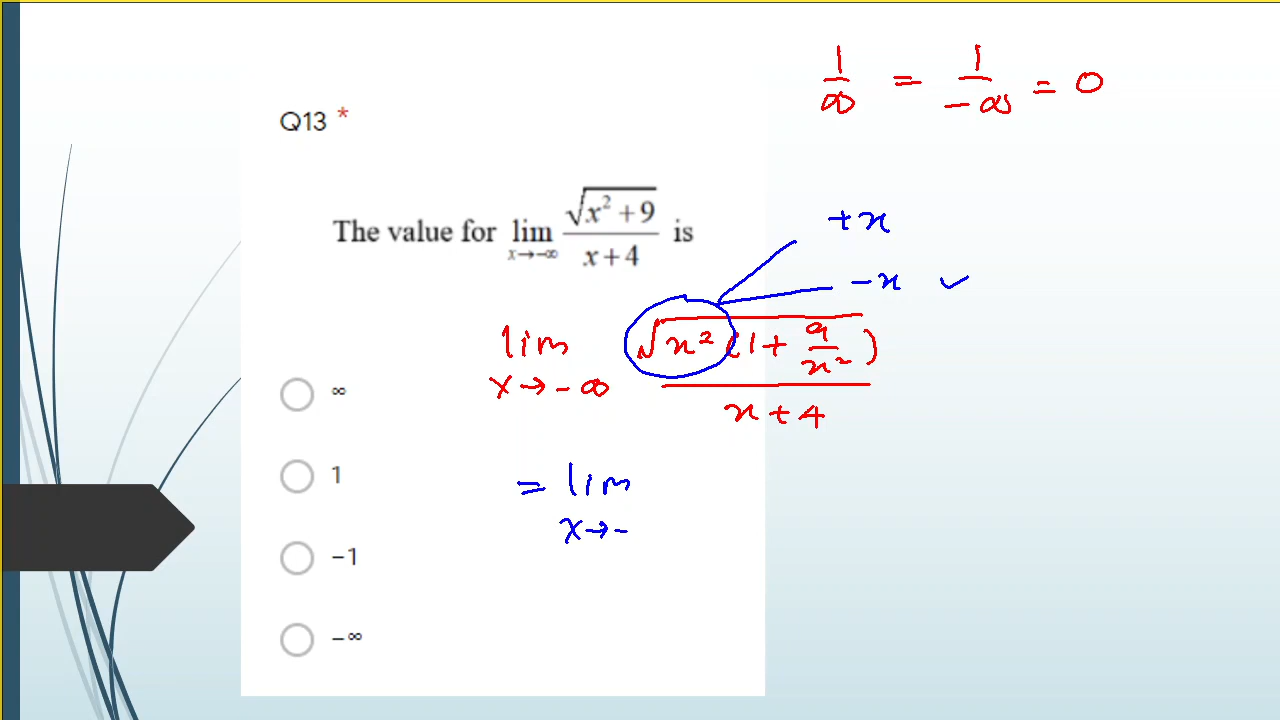 1/∞ = 1/-∞ = 0
Q13 *
The value for lim x→-∞ √(x² + 9) / (x + 4) is
+x
-x ✓
lim x→-∞ √(x² (1 + 9/x²)) / (x + 4)
∞
1
= lim x→-
-1
-∞